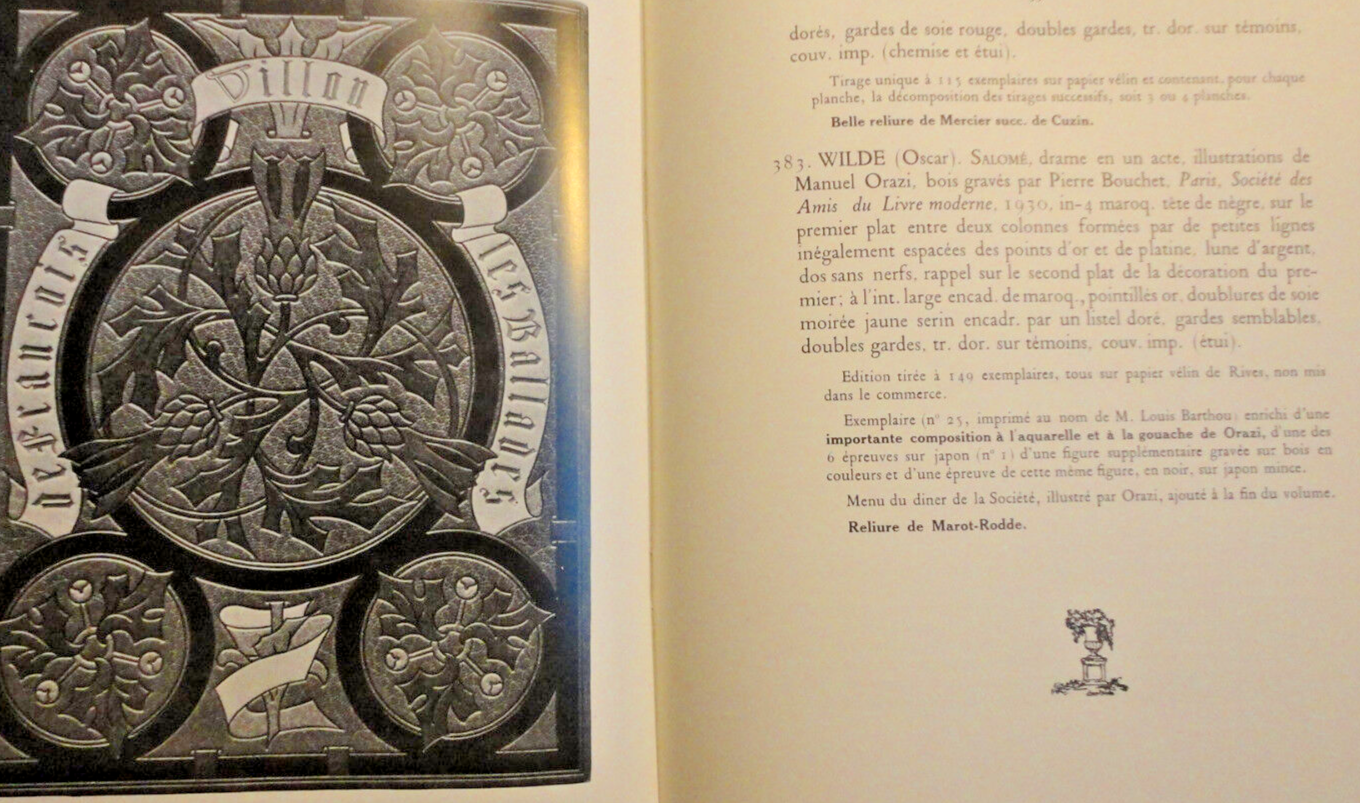 Villon
de Francois
les Ballades
dorés, gardes de soie rouge, doubles gardes, tr. dor. sur témoins,
couv. imp. (chemise et étui).
Tirage unique à 115 exemplaires sur papier vélin et contenant, pour chaque
planche, la décomposition des tirages successifs, soit 3 ou 4 planches.
Belle reliure de Mercier succ. de Cuzin.
383. WILDE (Oscar). SALOMÉ, drame en un acte, illustrations de
Manuel Orazi, bois gravés par Pierre Bouchet. Paris, Société des
Amis du Livre moderne, 1930, in-4 maroq. tête de nègre, sur le
premier plat entre deux colonnes formées par de petites lignes
inégalement espacées des points d'or et de platine, lune d'argent,
dos sans nerfs, rappel sur le second plat de la décoration du pre-
mier; à l'int. large encad. de maroq., pointillés or, doublures de soie
moirée jaune serin encadr. par un listel doré, gardes semblables,
doubles gardes, tr. dor. sur témoins, couv. imp. (étui).
Edition tirée à 149 exemplaires, tous sur papier vélin de Rives, non mis
dans le commerce.
Exemplaire (n° 25, imprimé au nom de M. Louis Barthou) enrichi d'une
importante composition à l'aquarelle et à la gouache de Orazi, d'une des
6 épreuves sur japon (n° 1) d'une figure supplémentaire gravée sur bois en
couleurs et d'une épreuve de cette même figure, en noir, sur japon mince.
Menu du diner de la Société, illustré par Orazi, ajouté à la fin du volume.
Reliure de Marot-Rodde.